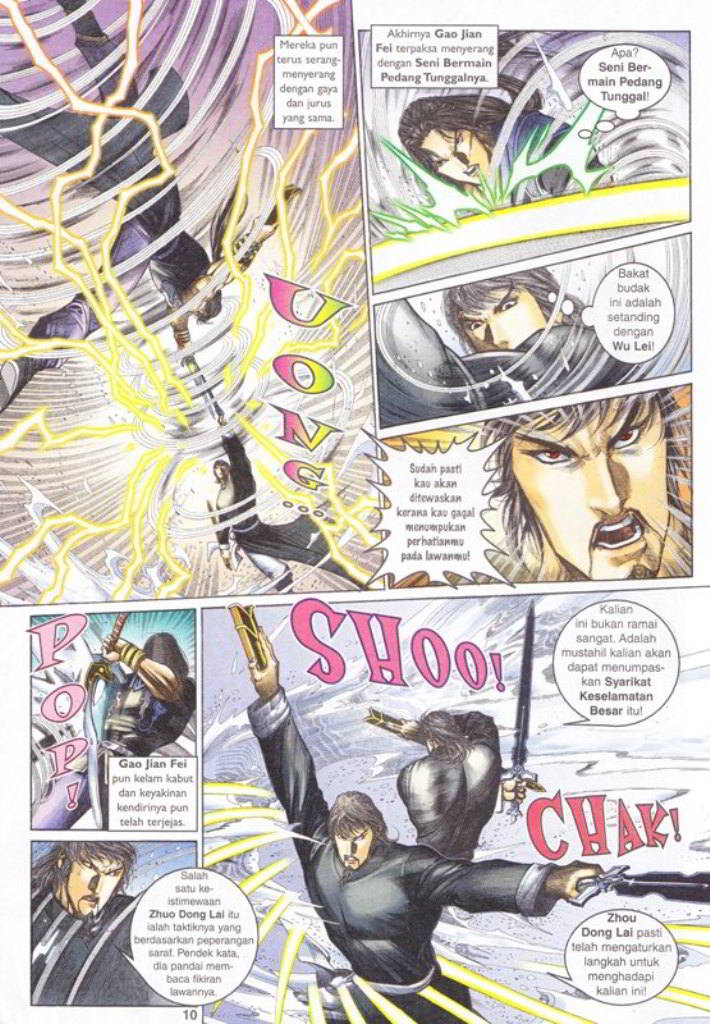 Mereka pun
terus serang-
menyerang
dengan gaya
dan jurus
yang sama.
UONG...
Akhirnya Gao Jian
Fei terpaksa menyerang
dengan Seni Bermain
Pedang Tunggalnya.
Apa?
Seni Ber-
main Pedang
Tunggal!
Bakat
budak
ini adalah
setanding
dengan
Wu Lei!
Sudah pasti
kau akan
ditewaskan
kerana kau gagal
menumpukan
perhatianmu
pada lawanmu!
POP!
Gao Jian Fei
pun kelam kabut
dan keyakinan
kendirinya pun
telah terjejas.
SHOO!
Kalian
ini bukan ramai
sangat. Adalah
mustahil kalian akan
dapat menumpas-
kan Syarikat
Keselamatan
Besar itu!
CHAK!
Salah
satu ke-
istimewaan
Zhuo Dong Lai itu
ialah taktiknya yang
berdasarkan peperangan
saraf. Pendek kata,
dia pandai mem-
baca fikiran
lawannya.
Zhou
Dong Lai pasti
telah mengaturkan
langkah untuk
menghadapi
kalian ini!
10